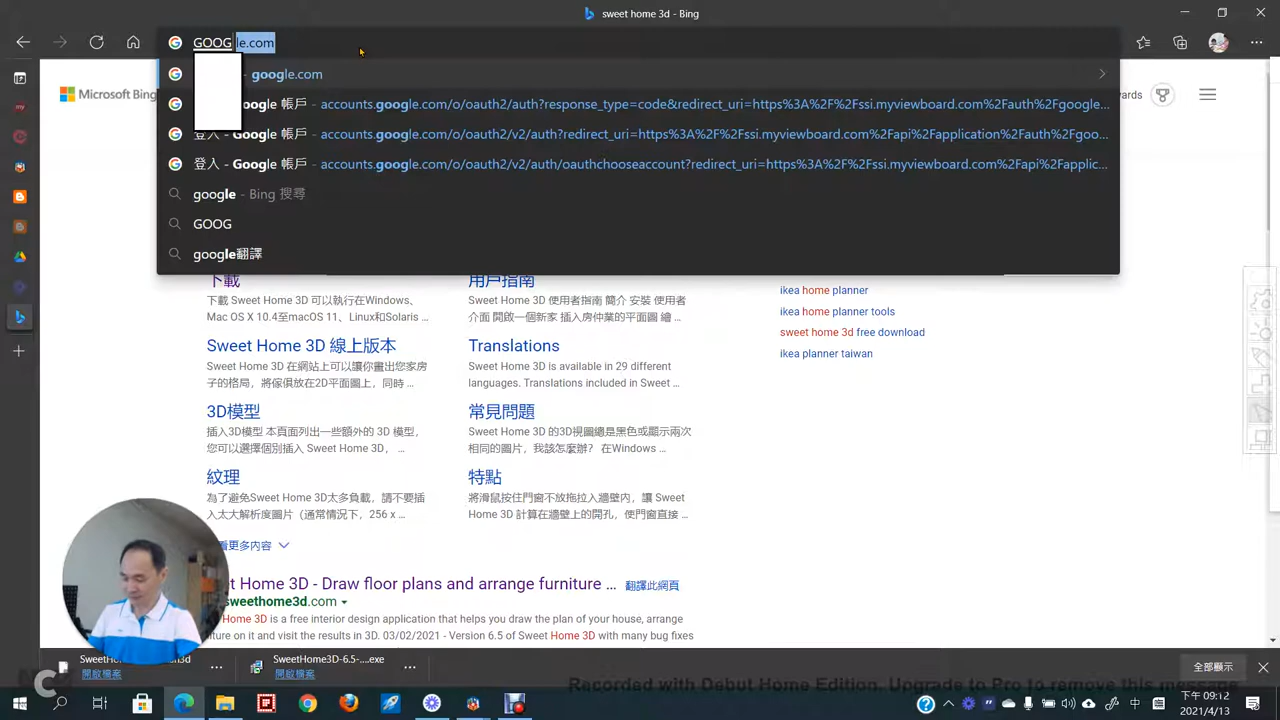 sweet home 3d - Bing
GOOGle.com
- google.com
Google 帳戶 - accounts.google.com/o/oauth2/auth?response_type=code&redirect_uri=https%3A%2F%2Fssi.myviewboard.com%2Fauth%2Fgoogle...
登入 - Google 帳戶 - accounts.google.com/o/oauth2/v2/auth?redirect_uri=https%3A%2F%2Fssi.myviewboard.com%2Fapi%2Fapplication%2Fauth%2Fgoo...
登入 - Google 帳戶 - accounts.google.com/o/oauth2/v2/auth/oauthchooseaccount?redirect_uri=https%3A%2F%2Fssi.myviewboard.com%2Fapi%2Fapplic...
google - Bing 搜尋
GOOG
google翻譯
Microsoft Bing
wards
下載
下載 Sweet Home 3D 可以執行在Windows、
Mac OS X 10.4至macOS 11、Linux和Solaris ...
用戶指南
Sweet Home 3D 使用者指南 簡介 安裝 使用者
介面 開啟一個新家 插入房仲業的平面圖 繪 ...
ikea home planner
ikea home planner tools
sweet home 3d free download
ikea planner taiwan
Sweet Home 3D 線上版本
Sweet Home 3D 在網站上可以讓你畫出您家房
子的格局，將傢俱放在2D平面圖上，同時 ...
Translations
Sweet Home 3D is available in 29 different
languages. Translations included in Sweet ...
3D模型
插入3D模型 本頁面列出一些額外的 3D 模型，
您可以選擇個別插入 Sweet Home 3D， ...
常見問題
Sweet Home 3D 的3D視圖總是黑色或顯示兩次
相同的圖片，我該怎麼辦？ 在Windows ...
紋理
為了避免Sweet Home 3D太多負載，請不要插
入太大解析度圖片（通常情況下，256 x ...
特點
將滑鼠按住門窗不放拖拉入牆壁內，讓 Sweet
Home 3D 計算在牆壁上的開孔，使門窗直接 ...
看更多內容
et Home 3D - Draw floor plans and arrange furniture ... 翻譯此網頁
sweethome3d.com
Home 3D is a free interior design application that helps you draw the plan of your house, arrange
iture on it and visit the results in 3D. 03/02/2021 - Version 6.5 of Sweet Home 3D with many bug fixes
開啟檔案
SweetHome3D-6.5-....exe
開啟檔案
全部顯示
Recorded with Debut Home Edition. Upgrade to Pro to remove this message
中
下午 09:12
2021/4/13